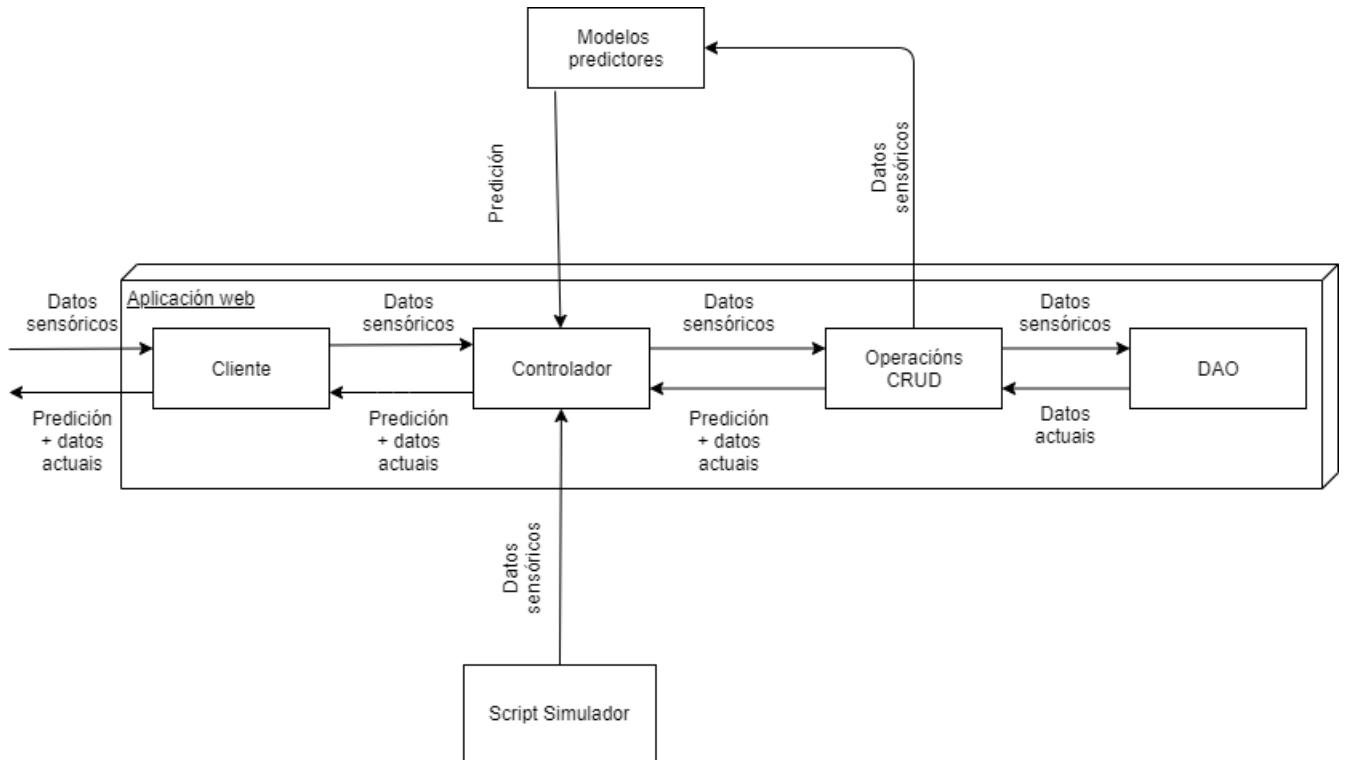 Modelos
predictores
Predición
Datos
sensóricos
Aplicación web
Datos
sensóricos
Datos
sensóricos
Datos
sensóricos
Datos
sensóricos
Cliente
Controlador
Operacións
CRUD
DAO
Predición
+ datos
actuais
Predición
+ datos
actuais
Predición
+ datos
actuais
Datos
actuais
Datos
sensóricos
Script Simulador